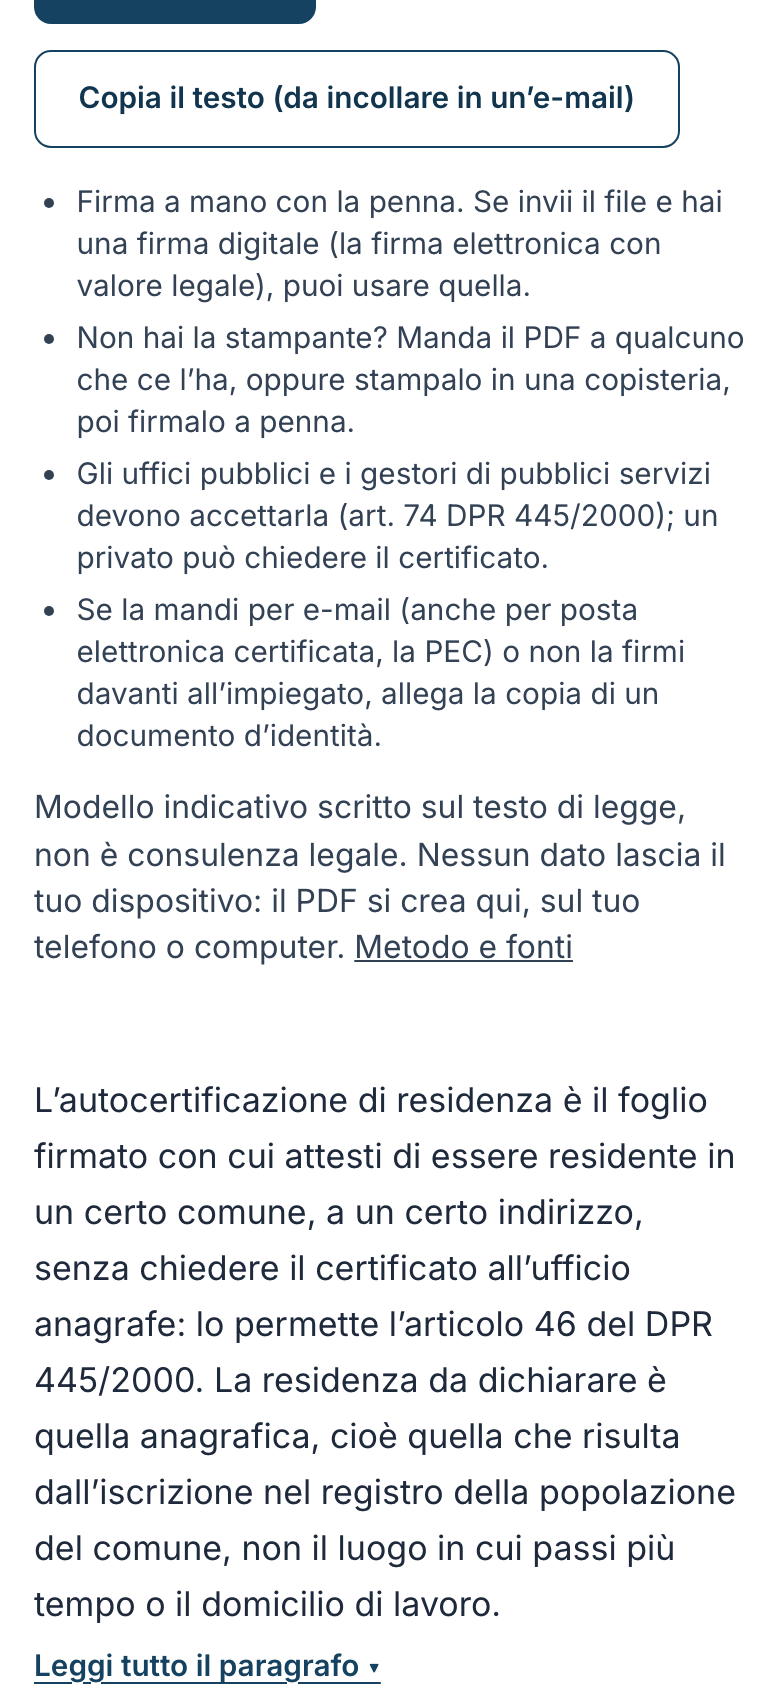 Copia il testo (da incollare in un’e-mail)
• Firma a mano con la penna. Se invii il file e hai
una firma digitale (la firma elettronica con
valore legale), puoi usare quella.
• Non hai la stampante? Manda il PDF a qualcuno
che ce l’ha, oppure stampalo in una copisteria,
poi firmalo a penna.
• Gli uffici pubblici e i gestori di pubblici servizi
devono accettarla (art. 74 DPR 445/2000); un
privato può chiedere il certificato.
• Se la mandi per e-mail (anche per posta
elettronica certificata, la PEC) o non la firmi
davanti all’impiegato, allega la copia di un
documento d’identità.
Modello indicativo scritto sul testo di legge,
non è consulenza legale. Nessun dato lascia il
tuo dispositivo: il PDF si crea qui, sul tuo
telefono o computer. Metodo e fonti
L’autocertificazione di residenza è il foglio
firmato con cui attesti di essere residente in
un certo comune, a un certo indirizzo,
senza chiedere il certificato all’ufficio
anagrafe: lo permette l’articolo 46 del DPR
445/2000. La residenza da dichiarare è
quella anagrafica, cioè quella che risulta
dall’iscrizione nel registro della popolazione
del comune, non il luogo in cui passi più
tempo o il domicilio di lavoro.
Leggi tutto il paragrafo ▾